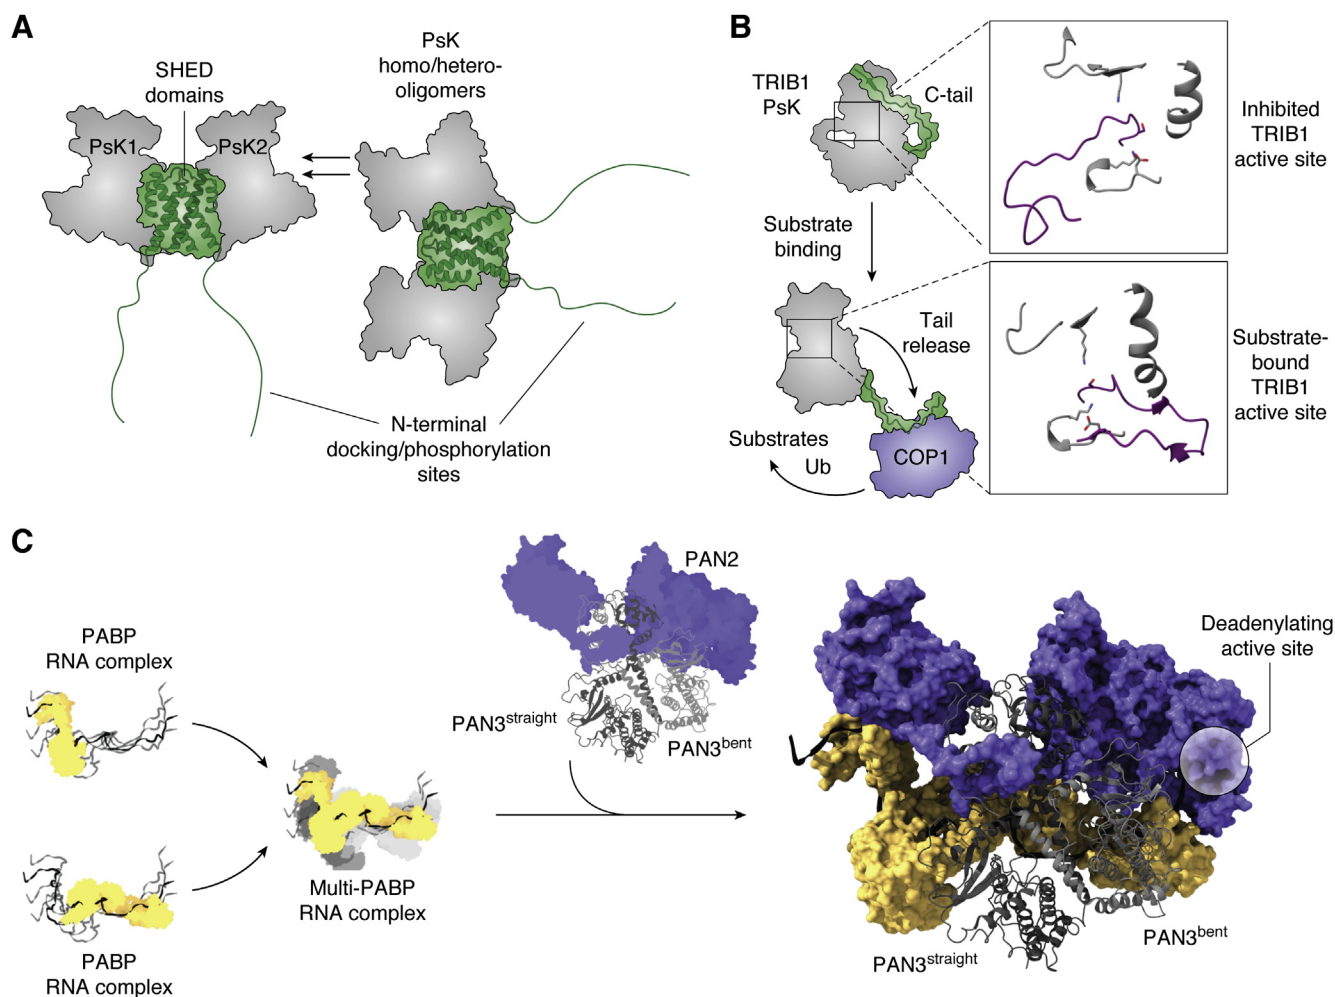 A
SHED
domains
PsK1
PsK2
PsK
homo/hetero-
oligomers
N-terminal
docking/phosphorylation
sites
B
TRIB1
PsK
C-tail
Inhibited
TRIB1
active site
Substrate
binding
Tail
release
Substrates
Ub
COP1
Substrate-
bound
TRIB1
active site
C
PABP
RNA complex
PABP
RNA complex
Multi-PABP
RNA complex
PAN2
PAN3straight
PAN3bent
Deadenylating
active site
PAN3straight
PAN3bent